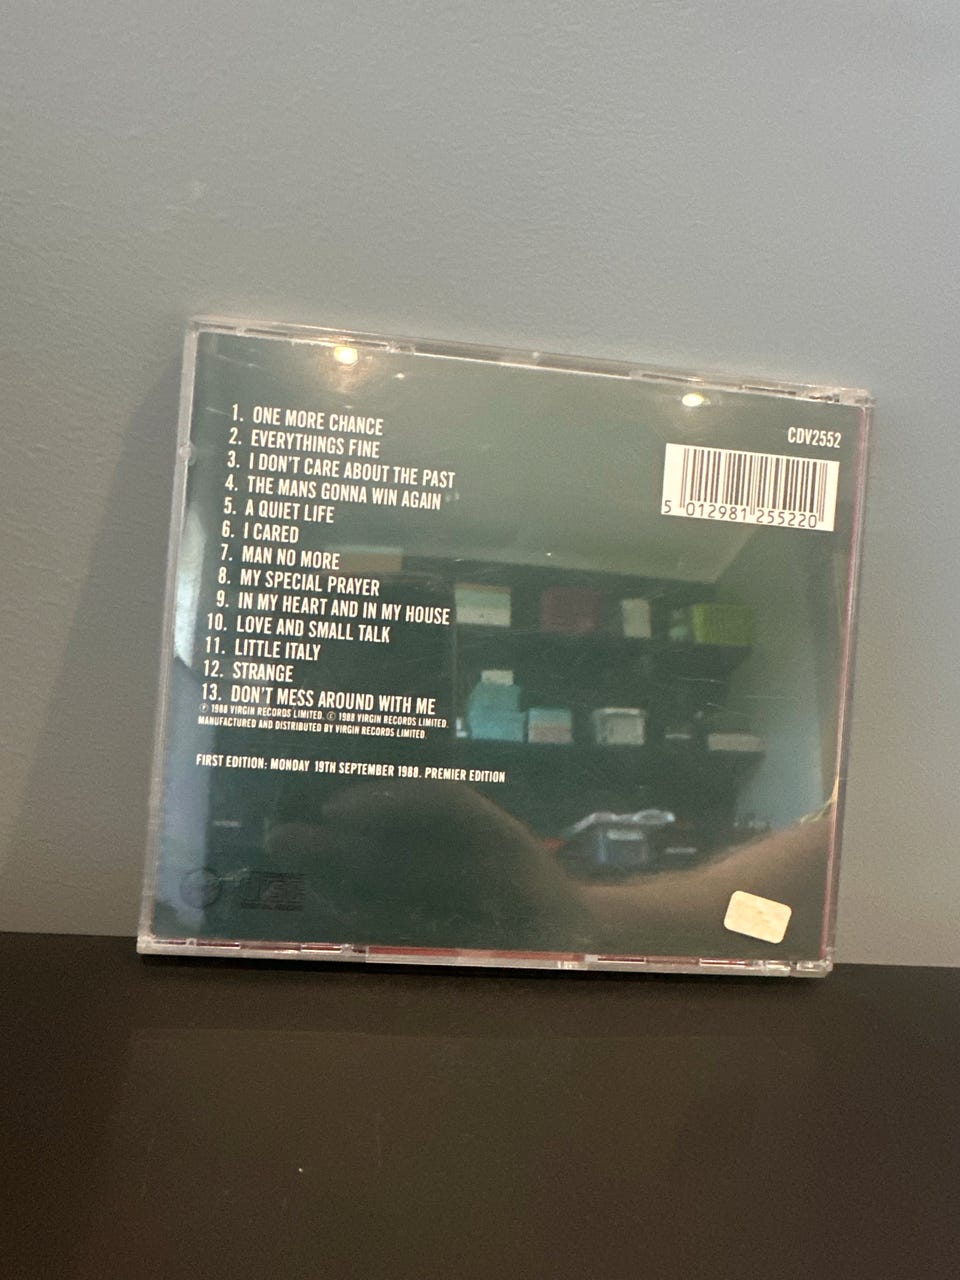 1. ONE MORE CHANCE
2. EVERYTHINGS FINE
3. I DON'T CARE ABOUT THE PAST
4. THE MANS GONNA WIN AGAIN
5. A QUIET LIFE
6. I CARED
7. MAN NO MORE
8. MY SPECIAL PRAYER
9. IN MY HEART AND IN MY HOUSE
10. LOVE AND SMALL TALK
11. LITTLE ITALY
12. STRANGE
13. DON'T MESS AROUND WITH ME
℗ 1988 VIRGIN RECORDS LIMITED. © 1988 VIRGIN RECORDS LIMITED.
MANUFACTURED AND DISTRIBUTED BY VIRGIN RECORDS LIMITED.
FIRST EDITION: MONDAY 19TH SEPTEMBER 1988. PREMIER EDITION
CDV2552
5 012981 255220